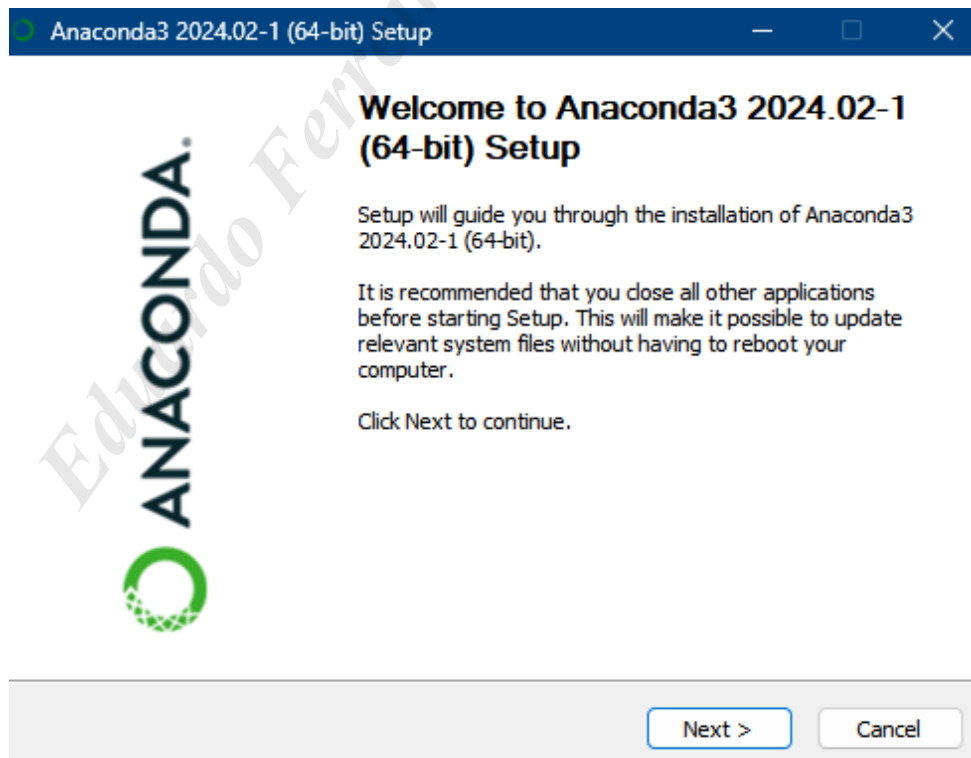 Anaconda3 2024.02-1 (64-bit) Setup
Welcome to Anaconda3 2024.02-1
(64-bit) Setup
Setup will guide you through the installation of Anaconda3
2024.02-1 (64-bit).
It is recommended that you close all other applications
before starting Setup. This will make it possible to update
relevant system files without having to reboot your
computer.
Click Next to continue.
ANACONDA.
Eduardo
Next >
Cancel